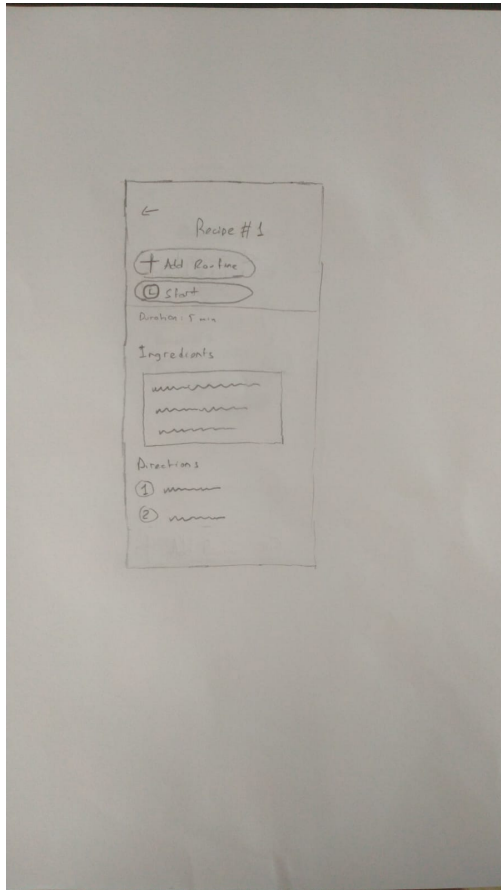 ←
Recipe # 1
+ Add Routine
Start
Duration: 5 min
Ingredients
Directions
1
2